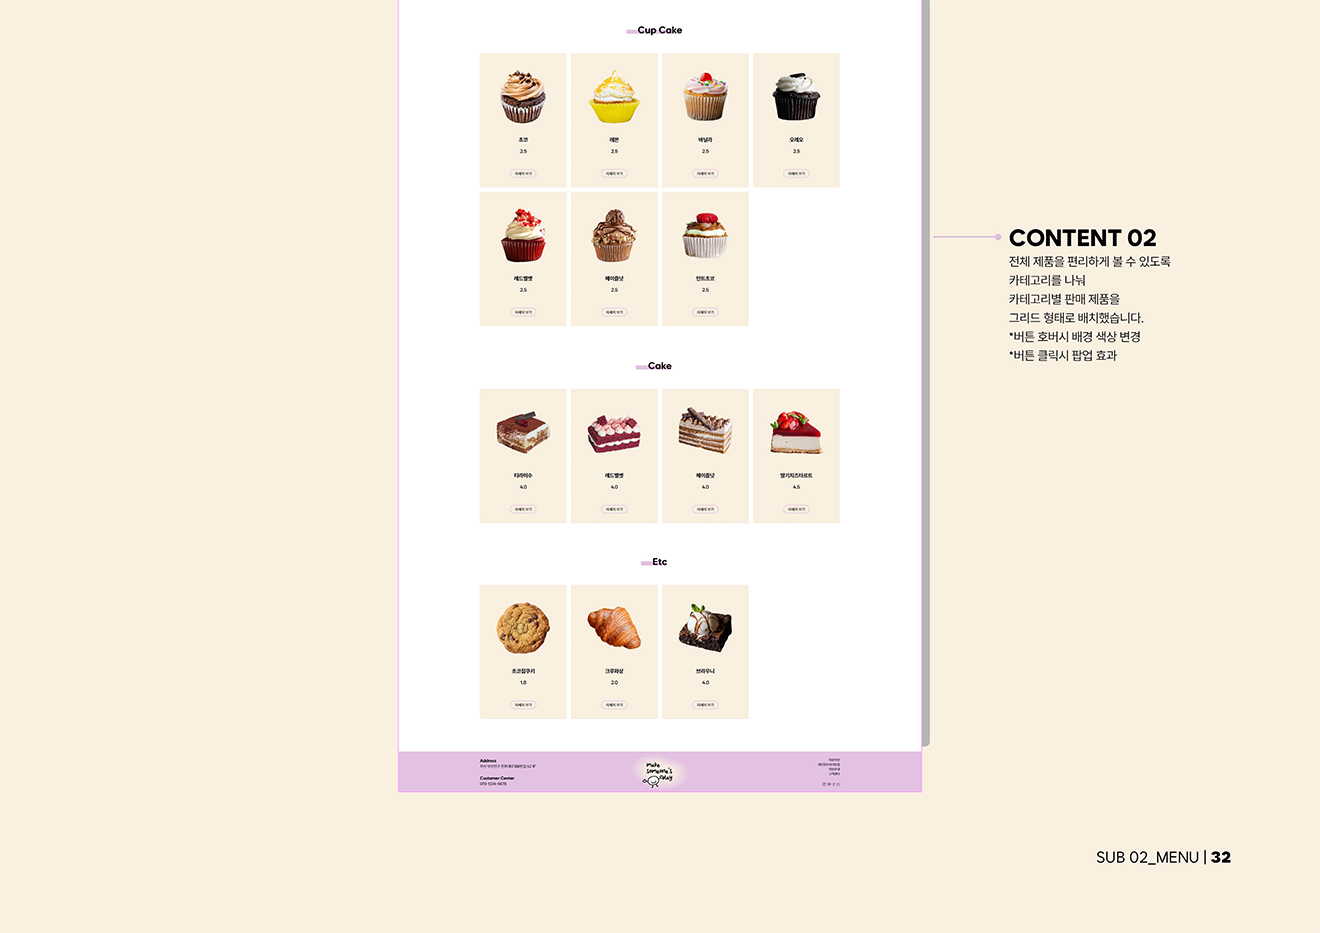 Cup Cake
초코
2.5
자세히 보기
레몬
2.5
자세히 보기
바닐라
2.5
자세히 보기
오레오
2.5
자세히 보기
레드벨벳
2.5
자세히 보기
헤이즐넛
2.5
자세히 보기
민트초코
2.5
자세히 보기
Cake
티라미수
4.0
자세히 보기
레드벨벳
4.0
자세히 보기
헤이즐넛
4.0
자세히 보기
딸기치즈타르트
4.5
자세히 보기
Etc
초코칩쿠키
1.8
자세히 보기
크루와상
2.0
자세히 보기
브라우니
4.0
자세히 보기
Address
Customer Center
070-1234-5678
make
someone's
day
CONTENT 02
전체 제품을 편리하게 볼 수 있도록
카테고리를 나눠
카테고리별 판매 제품을
그리드 형태로 배치했습니다.
*버튼 호버시 배경 색상 변경
*버튼 클릭시 팝업 효과
SUB 02_MENU | 32